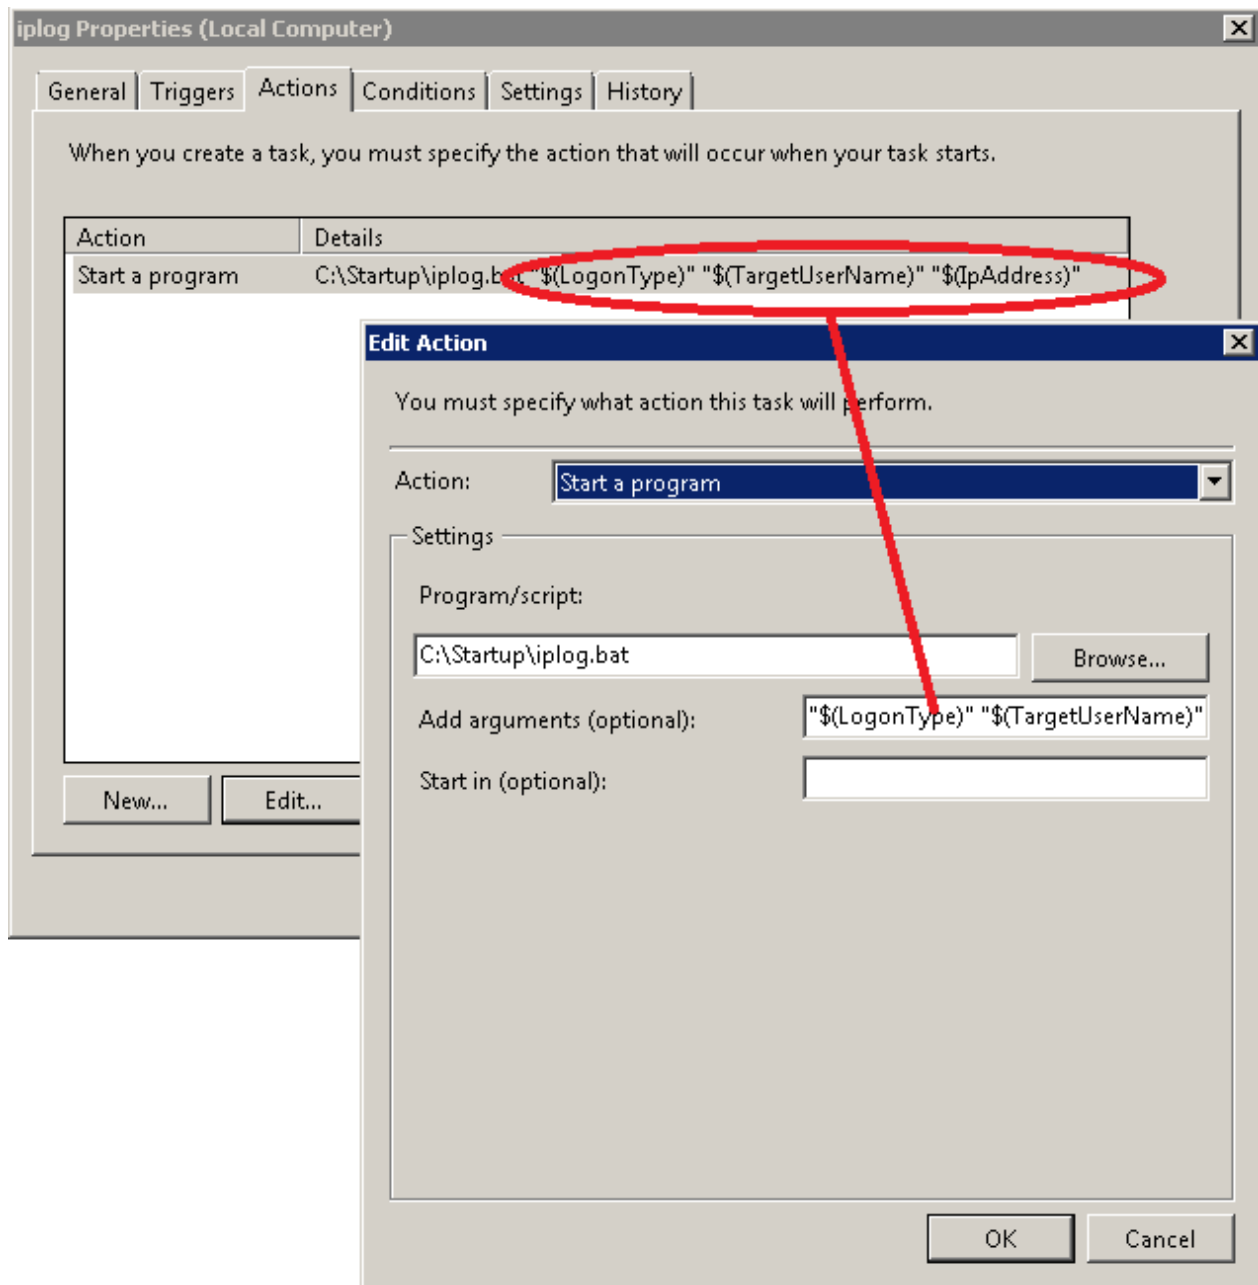 iplog Properties (Local Computer)
General Triggers Actions Conditions Settings History
When you create a task, you must specify the action that will occur when your task starts.
Action Details
Start a program C:\Startup\iplog.bat "$(LogonType)" "$(TargetUserName)" "$(IpAddress)"
Edit Action
You must specify what action this task will perform.
Action: Start a program
Settings
Program/script:
C:\Startup\iplog.bat Browse...
Add arguments (optional): "$(LogonType)" "$(TargetUserName)"
Start in (optional):
New... Edit...
OK Cancel